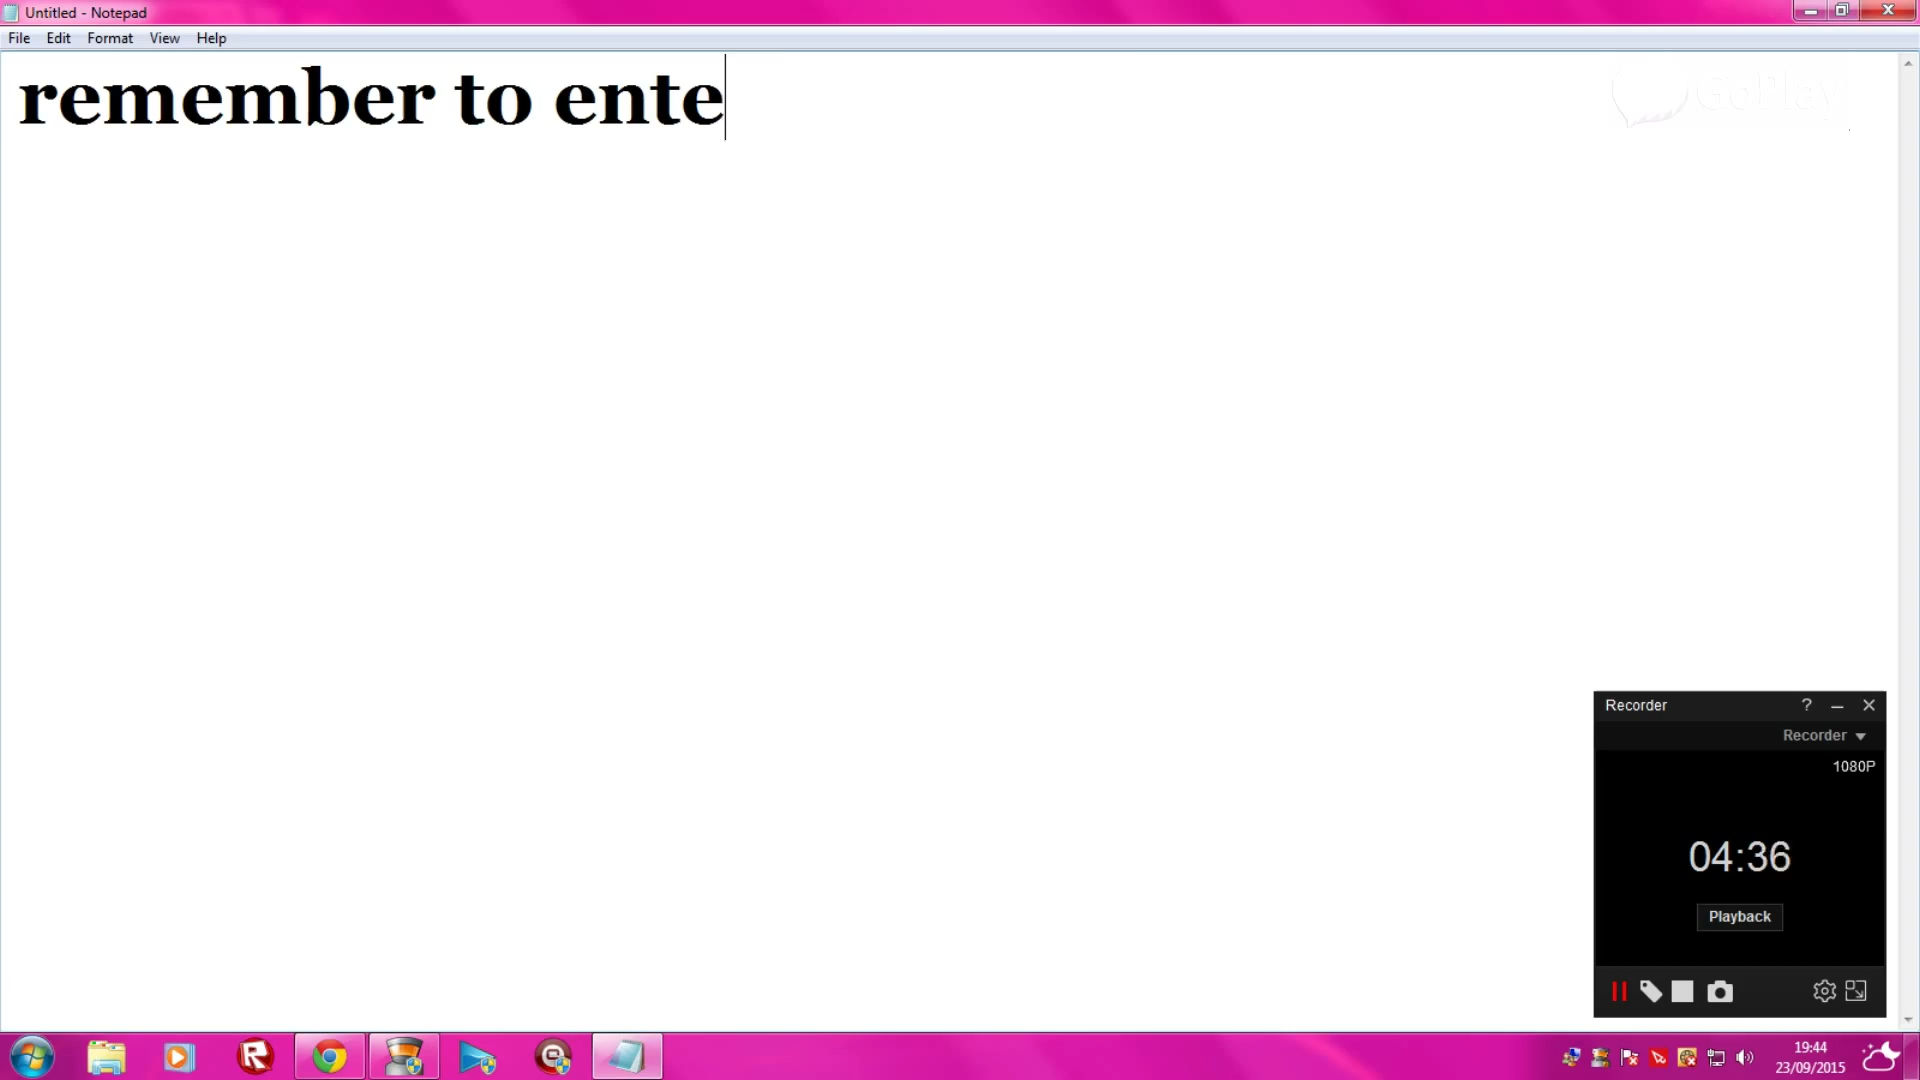 Untitled - Notepad
File Edit Format View Help
remember to ente
GoPlay
Recorder ?
Recorder
1080P
04:36
Playback
19:44
23/09/2015